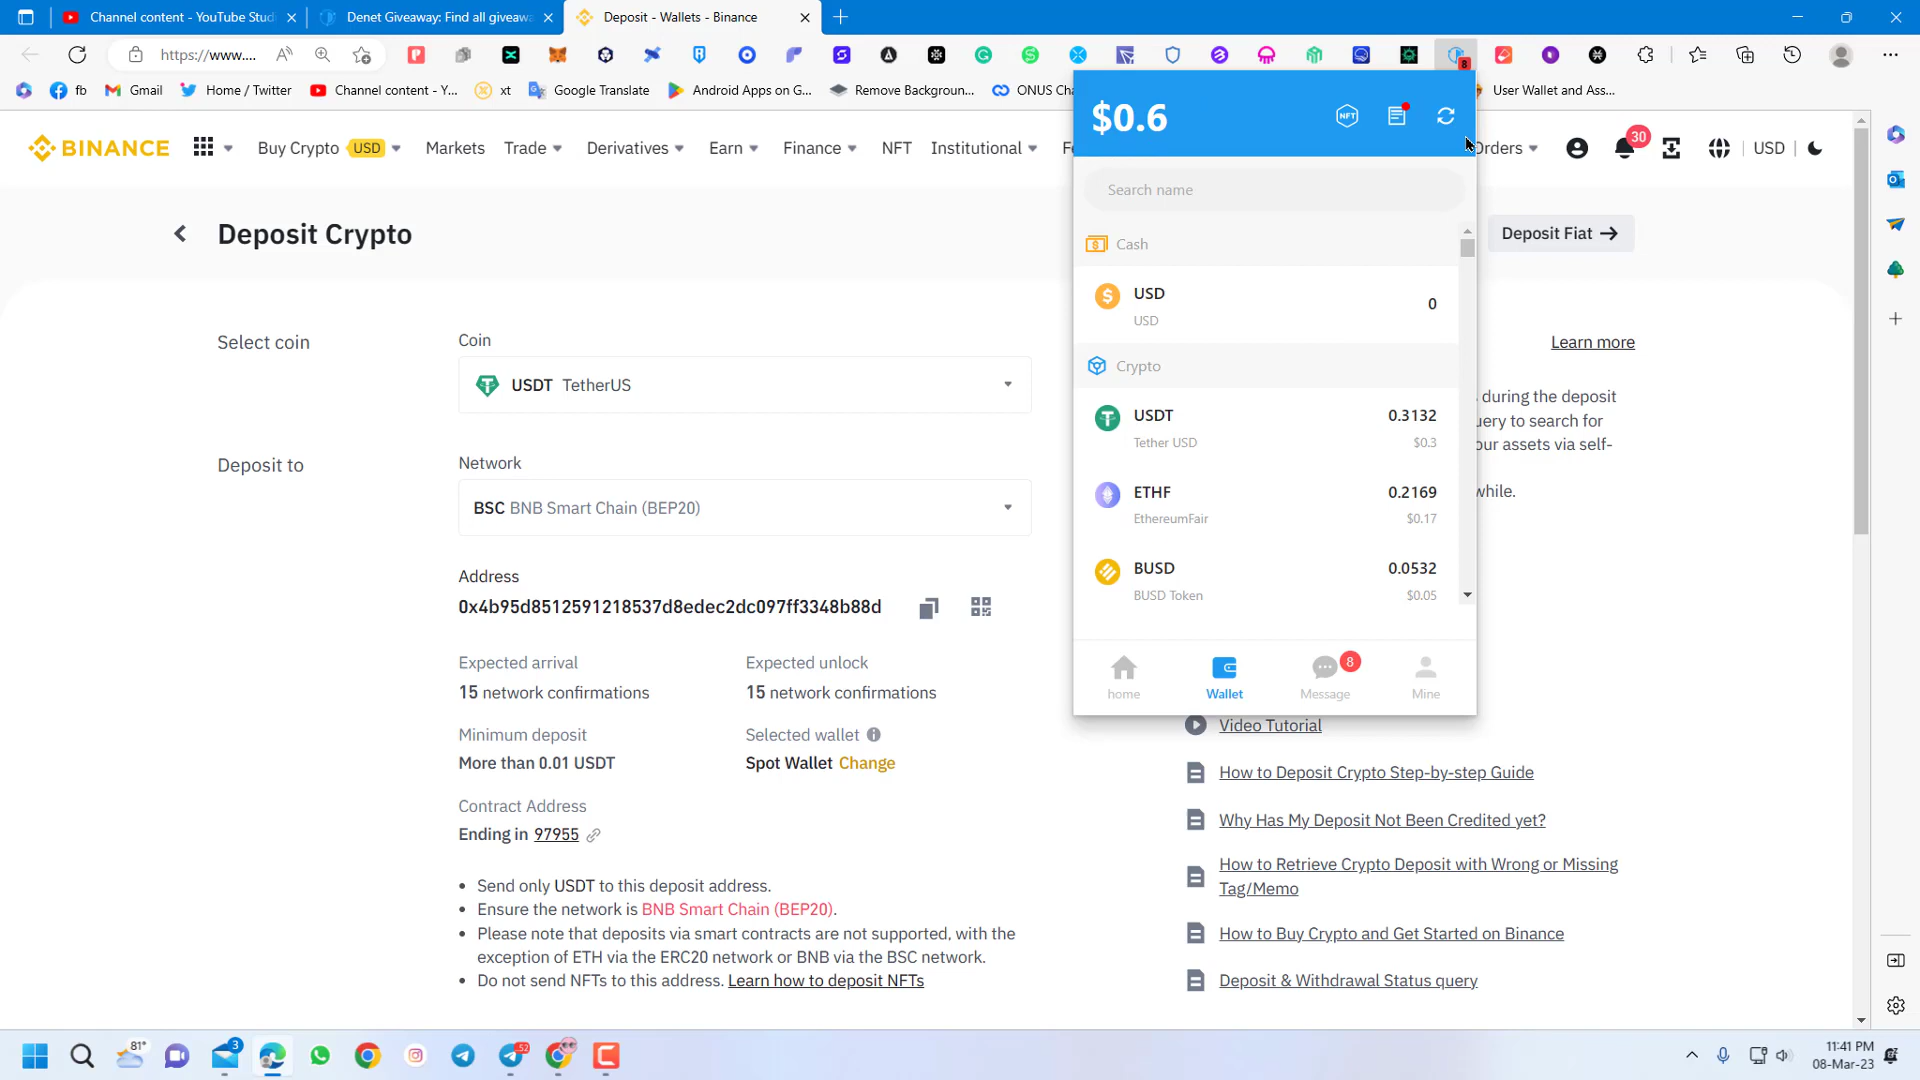 Channel content - YouTube Stud
Denet Giveaway: Find all giveaw
Deposit - Wallets - Binance
https://www....
8
fb
Gmail
Home / Twitter
Channel content - Y...
xt
Google Translate
Android Apps on G...
Remove Background...
ONUS Cha
User Wallet and Ass...
BINANCE
Buy Crypto
USD
Markets
Trade
Derivatives
Earn
Finance
NFT
Institutional
Orders
30
USD
Deposit Crypto
Deposit Fiat
Select coin
Coin
USDT TetherUS
Deposit to
Network
BSC BNB Smart Chain (BEP20)
Address
0x4b95d8512591218537d8edec2dc097ff3348b88d
Expected arrival
15 network confirmations
Expected unlock
15 network confirmations
Minimum deposit
More than 0.01 USDT
Selected wallet
Spot Wallet Change
Contract Address
Ending in 97955
• Send only USDT to this deposit address.
• Ensure the network is BNB Smart Chain (BEP20).
• Please note that deposits via smart contracts are not supported, with the
exception of ETH via the ERC20 network or BNB via the BSC network.
• Do not send NFTs to this address. Learn how to deposit NFTs
$0.6
NFT
Search name
Cash
USD
USD
0
Crypto
USDT
Tether USD
0.3132
$0.3
ETHF
EthereumFair
0.2169
$0.17
BUSD
BUSD Token
0.0532
$0.05
home
Wallet
Message
8
Mine
Learn more
during the deposit
query to search for
our assets via self-
while.
Video Tutorial
How to Deposit Crypto Step-by-step Guide
Why Has My Deposit Not Been Credited yet?
How to Retrieve Crypto Deposit with Wrong or Missing
Tag/Memo
How to Buy Crypto and Get Started on Binance
Deposit & Withdrawal Status query
81°
3
52
11:41 PM
08-Mar-23